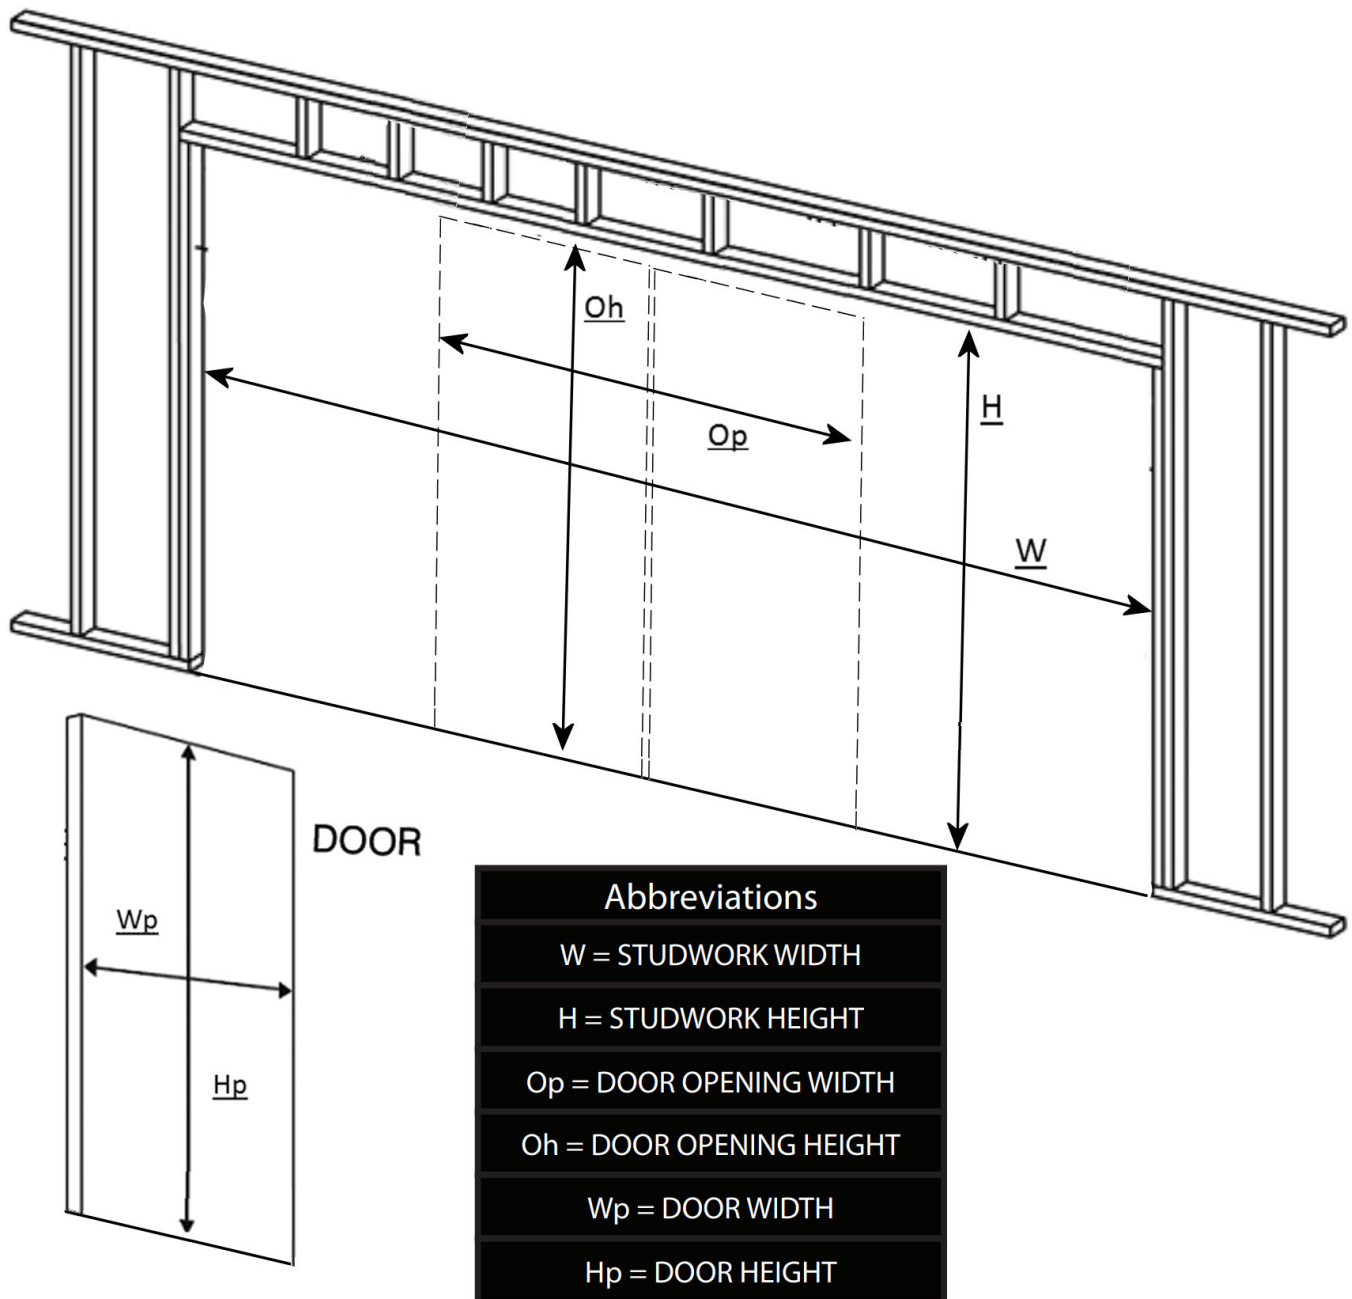 Oh
H
Op
W
DOOR
Wp
Hp
Abbreviations
W = STUDWORK WIDTH
H = STUDWORK HEIGHT
Op = DOOR OPENING WIDTH
Oh = DOOR OPENING HEIGHT
Wp = DOOR WIDTH
Hp = DOOR HEIGHT